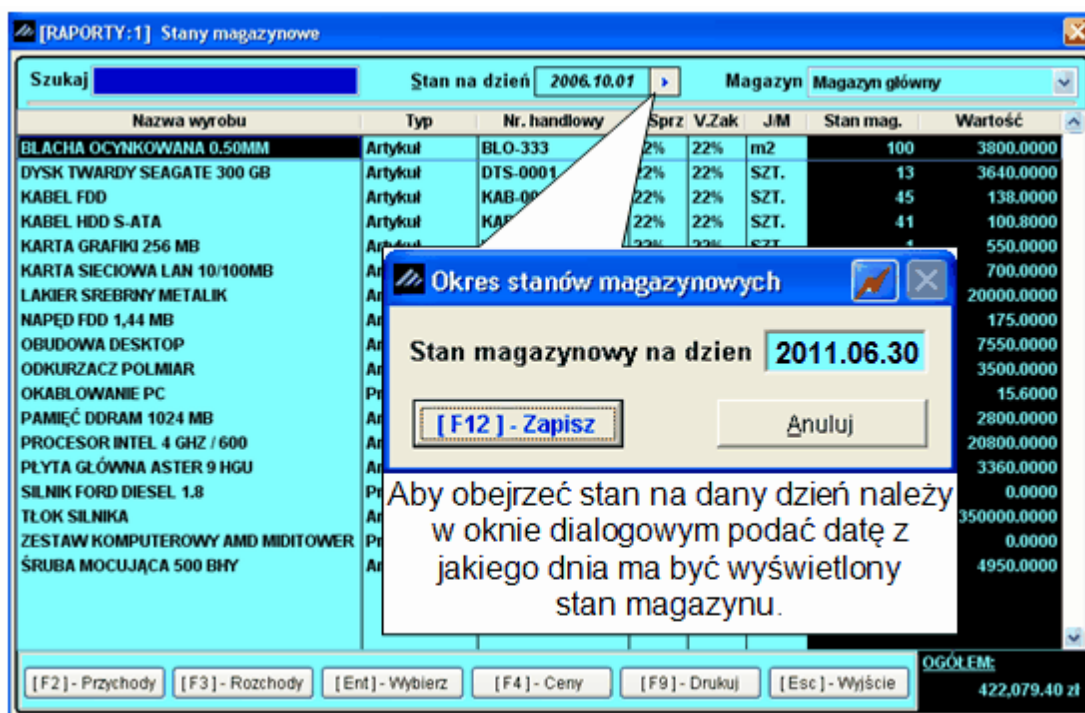 [RAPORTY:1] Stany magazynowe
Szukaj Stan na dzień 2006.10.01 Magazyn Magazyn główny
Nazwa wyrobu Typ Nr. handlowy Sprz V.Zak J/M Stan mag. Wartość
BLACHA OCYNKOWANA 0.50MM Artykuł BLO-333 2% 22% m2 100 3800.0000
DYSK TWARDY SEAGATE 300 GB Artykuł DTS-0001 22% 22% SZT. 13 3640.0000
KABEL FDD Artykuł KAB-00 22% 22% SZT. 45 138.0000
KABEL HDD S-ATA Artykuł KAB 22% 22% SZT. 41 100.8000
KARTA GRAFIKI 256 MB Artykuł 22% 22% SZT. 1 550.0000
KARTA SIECIOWA LAN 10/100MB 700.0000
LAKIER SREBRNY METALIK 20000.0000
NAPĘD FDD 1,44 MB 175.0000
OBUDOWA DESKTOP 7550.0000
ODKURZACZ POLMIAR 3500.0000
OKABLOWANIE PC 15.6000
PAMIĘĆ DDRAM 1024 MB 2800.0000
PROCESOR INTEL 4 GHZ / 600 20800.0000
PŁYTA GŁÓWNA ASTER 9 HGU 3360.0000
SILNIK FORD DIESEL 1.8 0.0000
TŁOK SILNIKA 350000.0000
ZESTAW KOMPUTEROWY AMD MIDITOWER 0.0000
ŚRUBA MOCUJĄCA 500 BHY 4950.0000
Okres stanów magazynowych
Stan magazynowy na dzien 2011.06.30
[ F12 ] - Zapisz Anuluj
Aby obejrzeć stan na dany dzień należy
w oknie dialogowym podać datę z
jakiego dnia ma być wyświetlony
stan magazynu.
[F2] - Przychody [F3] - Rozchody [Ent] - Wybierz [F4] - Ceny [F9] - Drukuj [Esc] - Wyjście
OGÓŁEM:
422,079.40 zł